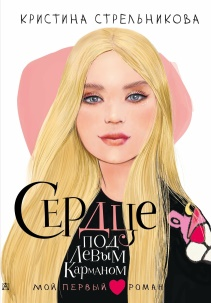 КРИСТИНА СТРЕЛЬНИКОВА
СЕРДЦЕ
ПОД
ЛЕВЫМ
КАРМАНОМ
МОЙ ПЕРВЫЙ РОМАН